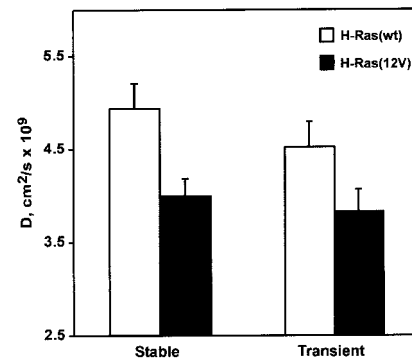 H-Ras(wt)
H-Ras(12V)
D, cm²/s x 10⁹
5.5
4.5
3.5
2.5
Stable Transient